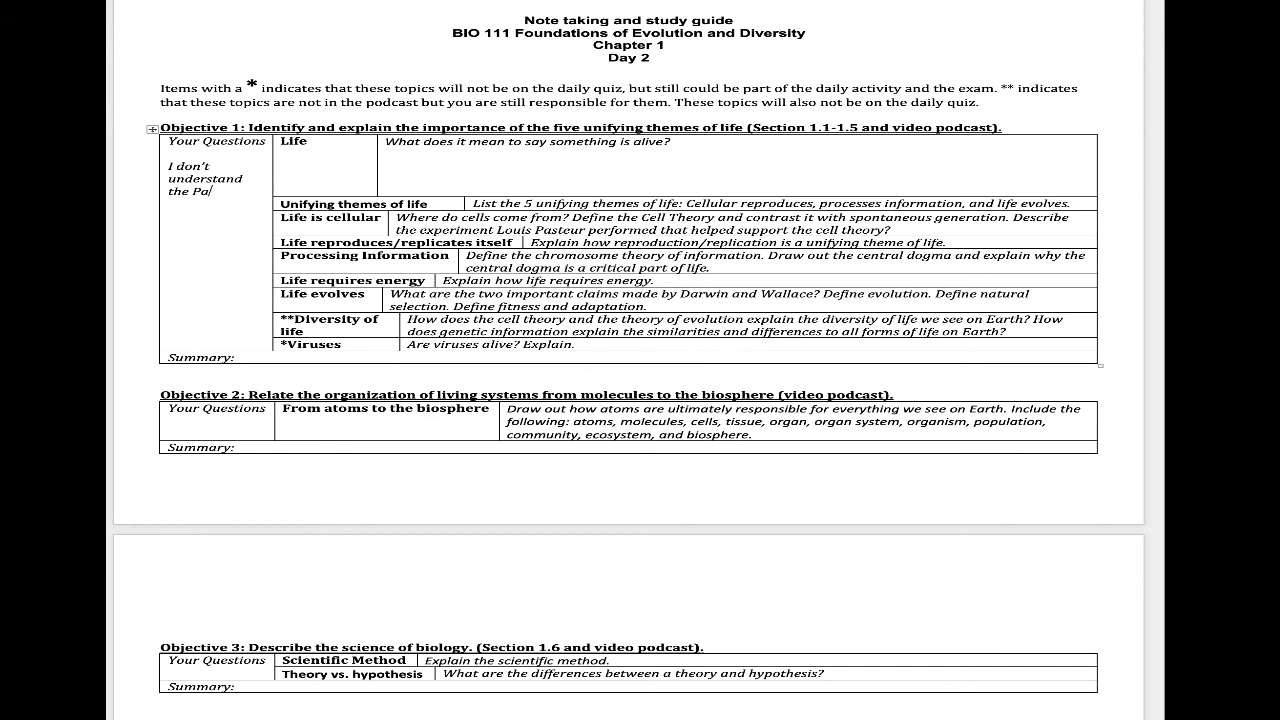 Note taking and study guide
BIO 111 Foundations of Evolution and Diversity
Chapter 1
Day 2
Items with a * indicates that these topics will not be on the daily quiz, but still could be part of the daily activity and the exam. ** indicates
that these topics are not in the podcast but you are still responsible for them. These topics will also not be on the daily quiz.
Objective 1: Identify and explain the importance of the five unifying themes of life (Section 1.1-1.5 and video podcast).
Your Questions
I don't
understand
the Pa
Life
What does it mean to say something is alive?
Unifying themes of life
List the 5 unifying themes of life: Cellular reproduces, processes information, and life evolves.
Life is cellular
Where do cells come from? Define the Cell Theory and contrast it with spontaneous generation. Describe
the experiment Louis Pasteur performed that helped support the cell theory?
Life reproduces/replicates itself
Explain how reproduction/replication is a unifying theme of life.
Processing Information
Define the chromosome theory of information. Draw out the central dogma and explain why the
central dogma is a critical part of life.
Life requires energy
Explain how life requires energy.
Life evolves
What are the two important claims made by Darwin and Wallace? Define evolution. Define natural
selection. Define fitness and adaptation.
**Diversity of
life
How does the cell theory and the theory of evolution explain the diversity of life we see on Earth? How
does genetic information explain the similarities and differences to all forms of life on Earth?
*Viruses
Are viruses alive? Explain.
Summary:
Objective 2: Relate the organization of living systems from molecules to the biosphere (video podcast).
Your Questions
From atoms to the biosphere
Draw out how atoms are ultimately responsible for everything we see on Earth. Include the
following: atoms, molecules, cells, tissue, organ, organ system, organism, population,
community, ecosystem, and biosphere.
Summary:
Objective 3: Describe the science of biology. (Section 1.6 and video podcast).
Your Questions
Scientific Method
Explain the scientific method.
Theory vs. hypothesis
What are the differences between a theory and hypothesis?
Summary: